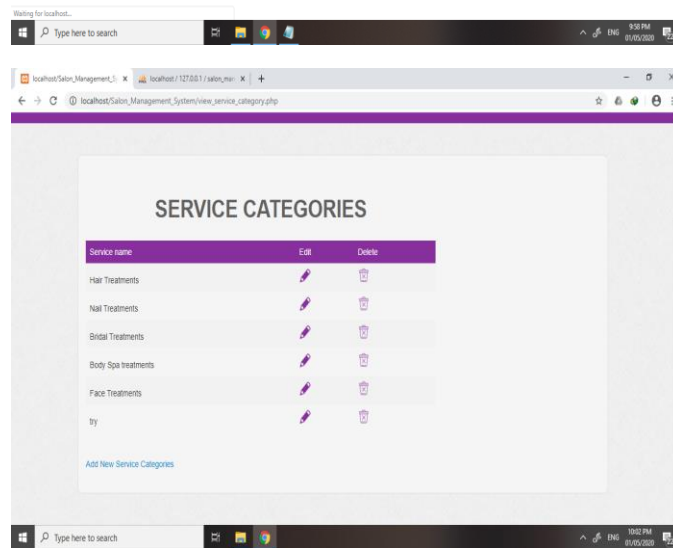 Waiting for localhost...
Type here to search
ENG
9:58 PM
01/05/2020
localhost/Salon_Management_S
localhost / 127.0.0.1 / salon_
localhost/Salon_Management_System/view_service_category.php
SERVICE CATEGORIES
Service name Edit Delete
Hair Treatments
Nail Treatments
Bridal Treatments
Body Spa treatments
Face Treatments
try
Add New Service Categories
Type here to search
ENG
10:02 PM
01/05/2020